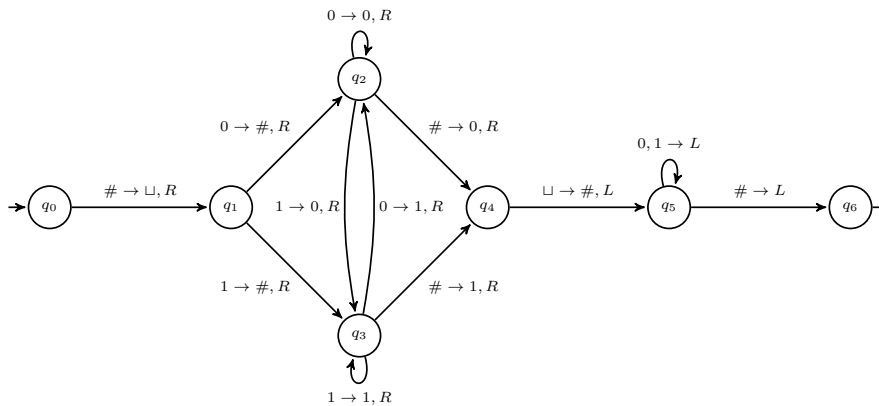 0 → 0, R
q₂
0 → #, R
# → 0, R
0, 1 → L
q₀
# → ⊔, R
q₁
1 → 0, R
0 → 1, R
q₄
⊔ → #, L
q₅
# → L
q₆
1 → #, R
# → 1, R
q₃
1 → 1, R